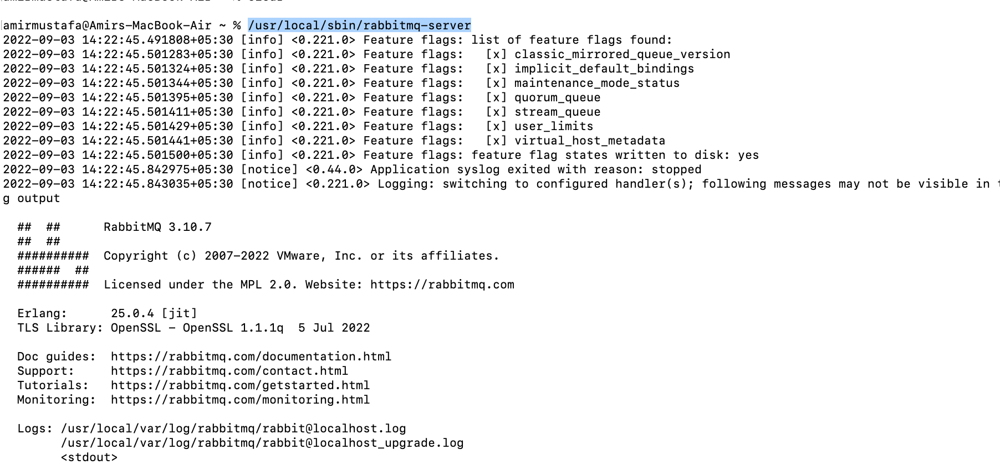 amirmustafa@Amirs-MacBook-Air ~ % /usr/local/sbin/rabbitmq-server
2022-09-03 14:22:45.491808+05:30 [info] <0.221.0> Feature flags: list of feature flags found:
2022-09-03 14:22:45.501283+05:30 [info] <0.221.0> Feature flags:   [x] classic_mirrored_queue_version
2022-09-03 14:22:45.501324+05:30 [info] <0.221.0> Feature flags:   [x] implicit_default_bindings
2022-09-03 14:22:45.501344+05:30 [info] <0.221.0> Feature flags:   [x] maintenance_mode_status
2022-09-03 14:22:45.501395+05:30 [info] <0.221.0> Feature flags:   [x] quorum_queue
2022-09-03 14:22:45.501411+05:30 [info] <0.221.0> Feature flags:   [x] stream_queue
2022-09-03 14:22:45.501429+05:30 [info] <0.221.0> Feature flags:   [x] user_limits
2022-09-03 14:22:45.501441+05:30 [info] <0.221.0> Feature flags:   [x] virtual_host_metadata
2022-09-03 14:22:45.501500+05:30 [info] <0.221.0> Feature flags: feature flag states written to disk: yes
2022-09-03 14:22:45.842975+05:30 [notice] <0.44.0> Application syslog exited with reason: stopped
2022-09-03 14:22:45.843035+05:30 [notice] <0.221.0> Logging: switching to configured handler(s); following messages may not be visible in
g output
  ##  ##      RabbitMQ 3.10.7
  ##  ##
  ##########  Copyright (c) 2007-2022 VMware, Inc. or its affiliates.
  ######  ##
  ##########  Licensed under the MPL 2.0. Website: https://rabbitmq.com
  Erlang:      25.0.4 [jit]
  TLS Library: OpenSSL - OpenSSL 1.1.1q  5 Jul 2022
  Doc guides:  https://rabbitmq.com/documentation.html
  Support:     https://rabbitmq.com/contact.html
  Tutorials:   https://rabbitmq.com/getstarted.html
  Monitoring:  https://rabbitmq.com/monitoring.html
  Logs: /usr/local/var/log/rabbitmq/rabbit@localhost.log
        /usr/local/var/log/rabbitmq/rabbit@localhost_upgrade.log
        <stdout>